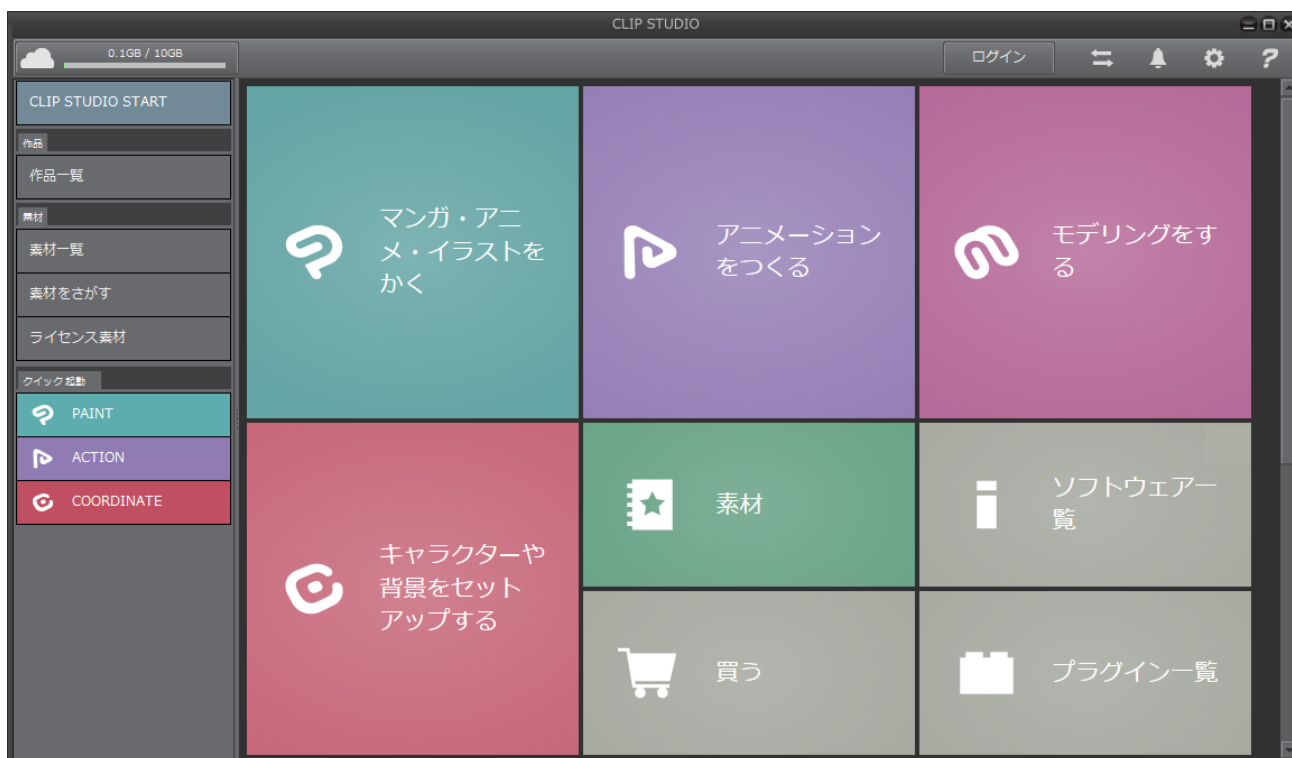 CLIP STUDIO
0.1GB / 10GB
ログイン
CLIP STUDIO START
作品
作品一覧
素材
素材一覧
素材をさがす
ライセンス素材
クイック起動
PAINT
ACTION
COORDINATE
マンガ・アニ
メ・イラストを
かく
アニメーション
をつくる
モデリングをす
る
キャラクターや
背景をセット
アップする
素材
ソフトウェア一
覧
買う
プラグイン一覧